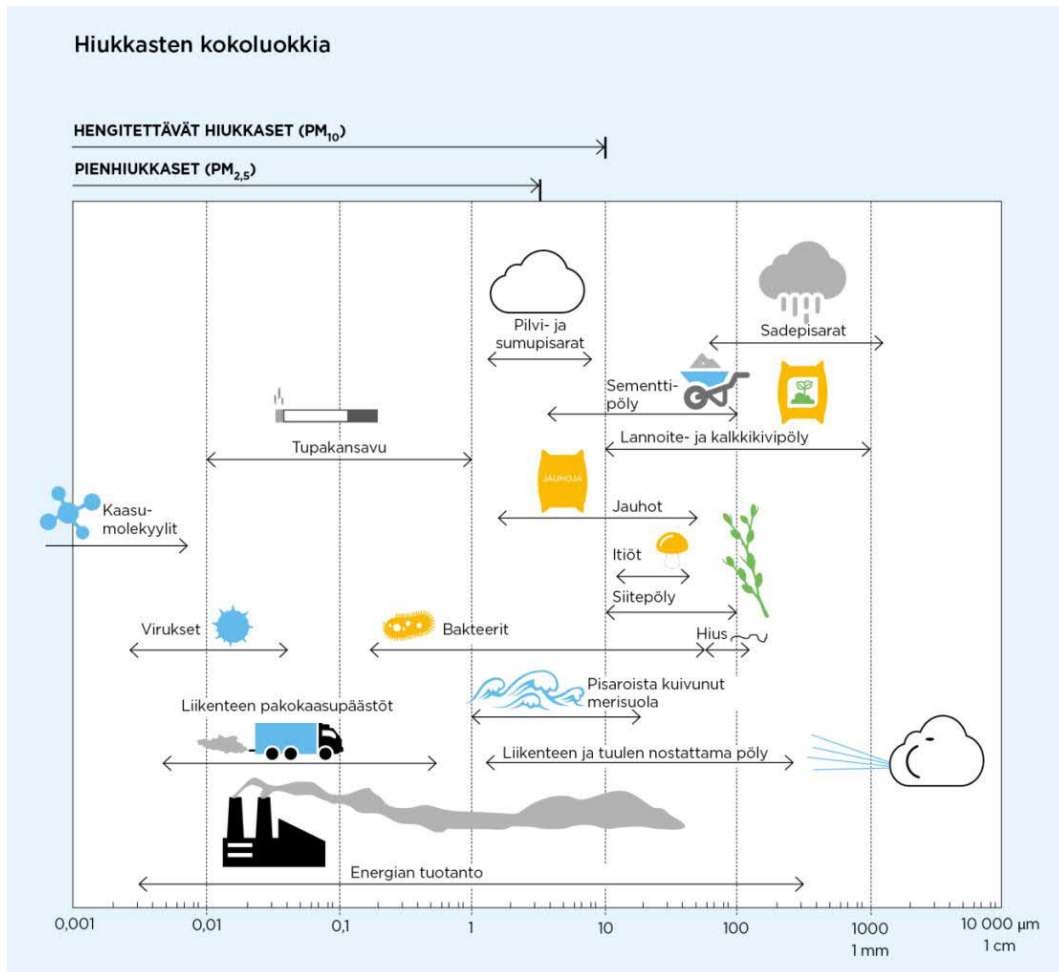 Hiukkasten kokoluokkia
HENGITETTÄVÄT HIUKKASET (PM10)
PIENHIUKKASET (PM2,5)
Pilvi- ja
sumupisarat
Sadepisarat
Sementti-
pöly
Lannoite- ja kalkkikivipöly
Tupakansavu
JAUHOJA
Jauhot
Kaasu-
molekyylit
Itiöt
Siitepöly
Virukset
Bakteerit
Hius
Pisaroista kuivunut
merisuola
Liikenteen pakokaasupäästöt
Liikenteen ja tuulen nostattama pöly
Energian tuotanto
0,001 0,01 0,1 1 10 100 1000 10 000 µm
1 mm 1 cm